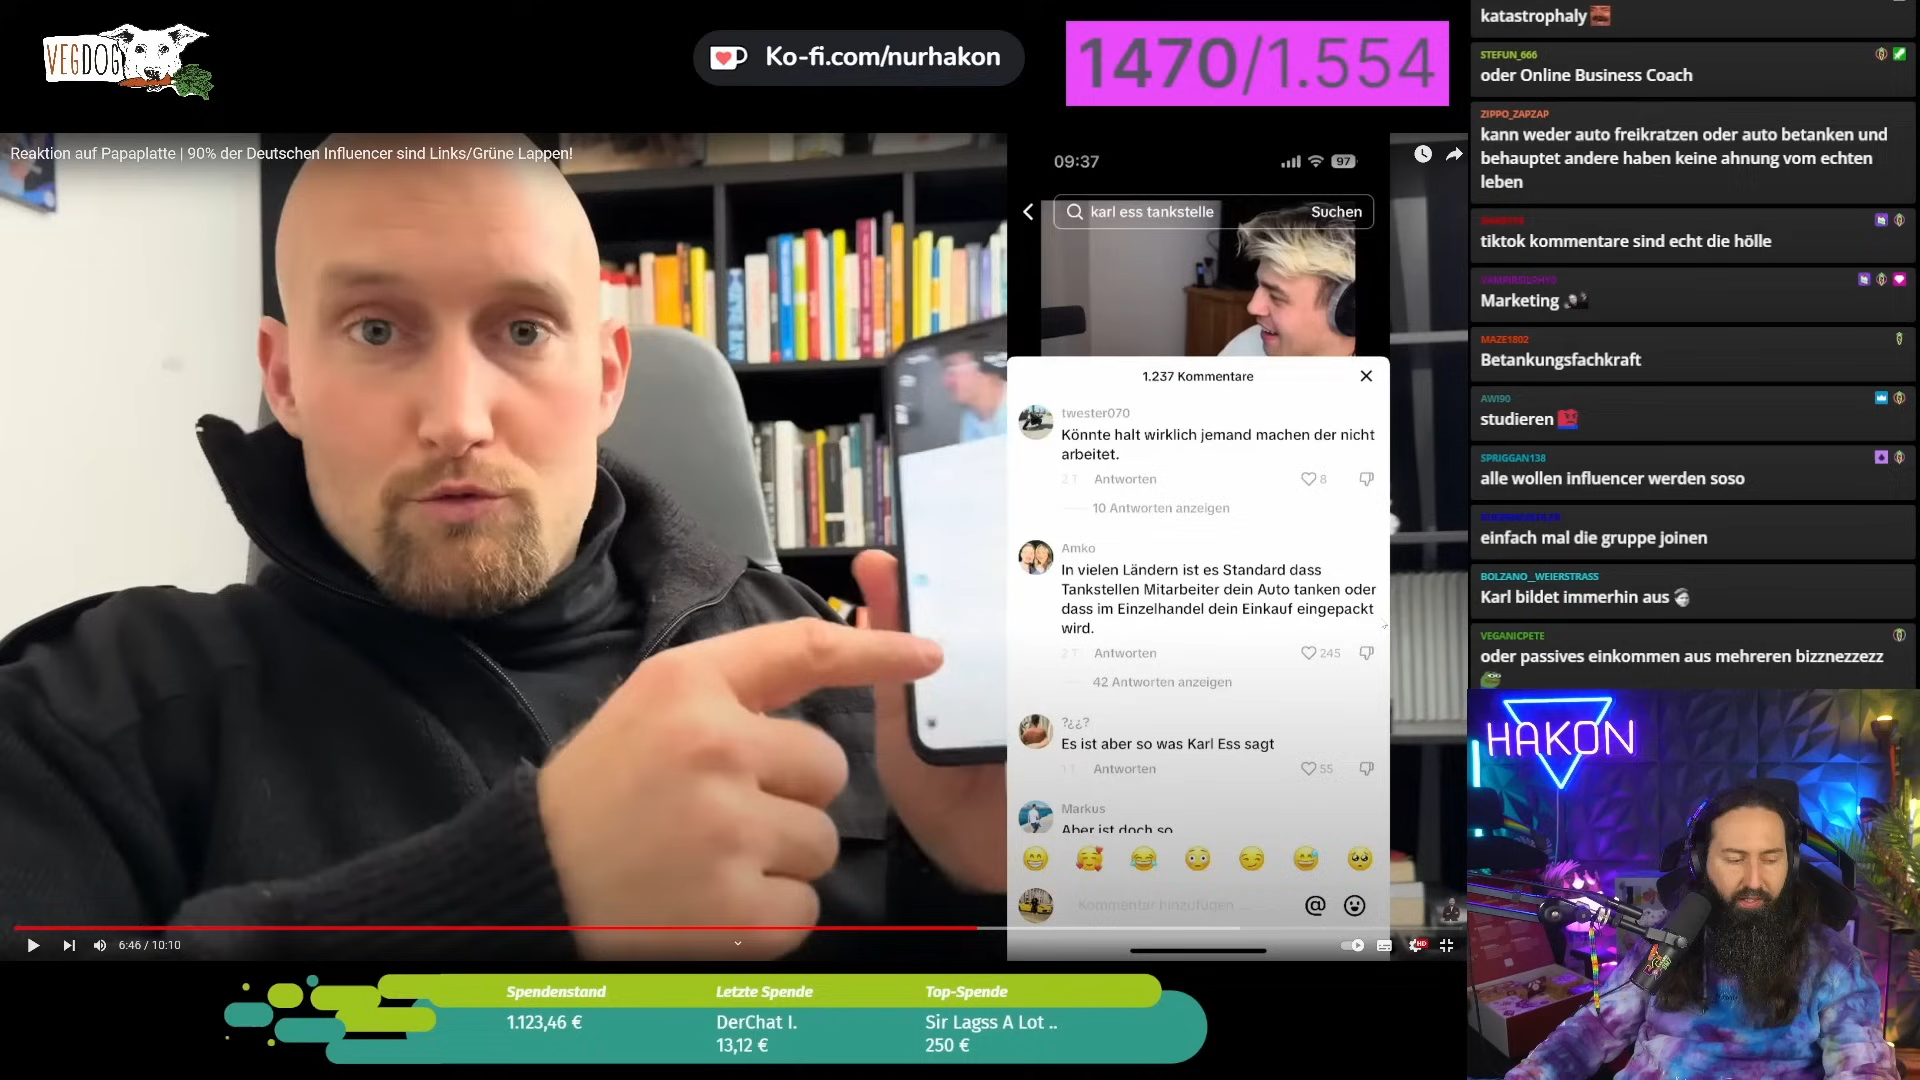 VEGDOG
Ko-fi.com/nurhakon
1470/1.554
Reaktion auf Papaplatte | 90% der Deutschen Influencer sind Links/Grüne Lappen!
09:37
97
karl ess tankstelle
Suchen
1.237 Kommentare
twester070
Könnte halt wirklich jemand machen der nicht
arbeitet.
Antworten
8
10 Antworten anzeigen
Amko
In vielen Ländern ist es Standard dass
Tankstellen Mitarbeiter dein Auto tanken oder
dass im Einzelhandel dein Einkauf eingepackt
wird.
Antworten
245
42 Antworten anzeigen
?¿¿?
Es ist aber so was Karl Ess sagt
Antworten
55
Markus
Aber ist doch so
Kommentar hinzufügen ...
@
6:46 / 10:10
HD
Spendenstand
1.123,46 €
Letzte Spende
DerChat I.
13,12 €
Top-Spende
Sir Lagss A Lot ..
250 €
katastrophaly
STEFUN_666
oder Online Business Coach
ZIPPO_ZAPZAP
kann weder auto freikratzen oder auto betanken und
behauptet andere haben keine ahnung vom echten
leben
tiktok kommentare sind echt die hölle
Marketing
MAZE1802
Betankungsfachkraft
AWI90
studieren
SPRIGGAN138
alle wollen influencer werden soso
einfach mal die gruppe joinen
BOLZANO__WEIERSTRASS
Karl bildet immerhin aus
VEGANICPETE
oder passives einkommen aus mehreren bizznezzezz
HAKON